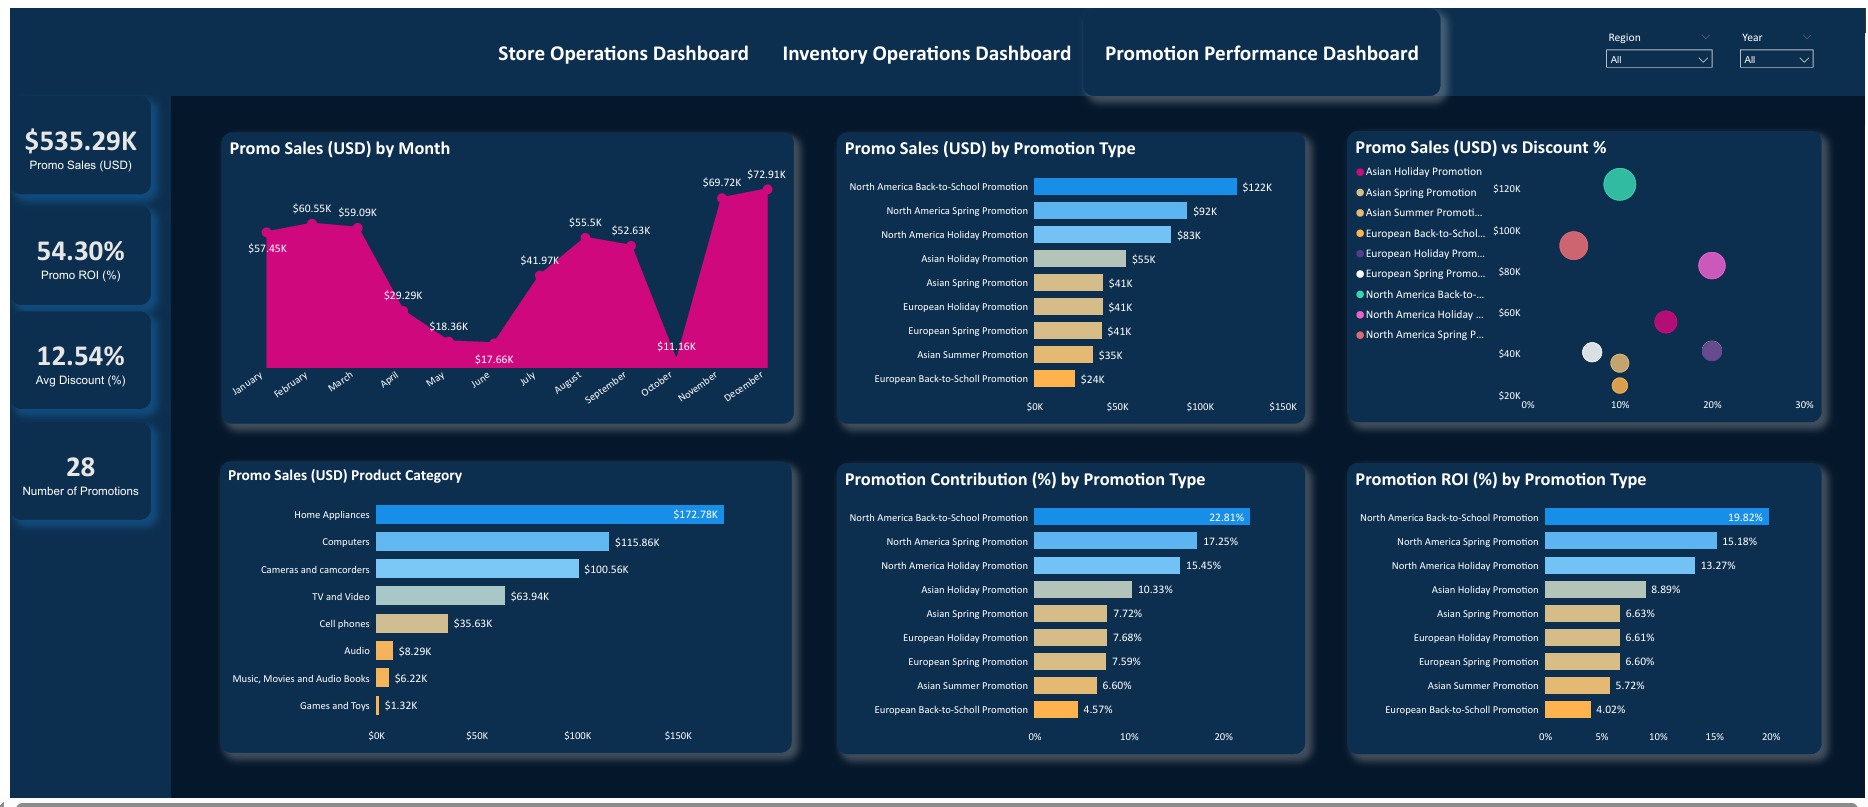 Store Operations Dashboard
Inventory Operations Dashboard
Promotion Performance Dashboard
Region
All
Year
All
$535.29K
Promo Sales (USD)
54.30%
Promo ROI (%)
12.54%
Avg Discount (%)
28
Number of Promotions
Promo Sales (USD) by Month
$57.45K
$60.55K
$59.09K
$29.29K
$18.36K
$17.66K
$41.97K
$55.5K
$52.63K
$11.16K
$69.72K
$72.91K
January
February
March
April
May
June
July
August
September
October
November
December
Promo Sales (USD) by Promotion Type
North America Back-to-School Promotion $122K
North America Spring Promotion $92K
North America Holiday Promotion $83K
Asian Holiday Promotion $55K
Asian Spring Promotion $41K
European Holiday Promotion $41K
European Spring Promotion $41K
Asian Summer Promotion $35K
European Back-to-Scholl Promotion $24K
$0K $50K $100K $150K
Promo Sales (USD) vs Discount %
Asian Holiday Promotion
Asian Spring Promotion
Asian Summer Promoti...
European Back-to-Schol...
European Holiday Prom...
European Spring Promo...
North America Back-to-...
North America Holiday ...
North America Spring P...
$120K
$100K
$80K
$60K
$40K
$20K
0% 10% 20% 30%
Promo Sales (USD) Product Category
Home Appliances $172.78K
Computers $115.86K
Cameras and camcorders $100.56K
TV and Video $63.94K
Cell phones $35.63K
Audio $8.29K
Music, Movies and Audio Books $6.22K
Games and Toys $1.32K
$0K $50K $100K $150K
Promotion Contribution (%) by Promotion Type
North America Back-to-School Promotion 22.81%
North America Spring Promotion 17.25%
North America Holiday Promotion 15.45%
Asian Holiday Promotion 10.33%
Asian Spring Promotion 7.72%
European Holiday Promotion 7.68%
European Spring Promotion 7.59%
Asian Summer Promotion 6.60%
European Back-to-Scholl Promotion 4.57%
0% 10% 20%
Promotion ROI (%) by Promotion Type
North America Back-to-School Promotion 19.82%
North America Spring Promotion 15.18%
North America Holiday Promotion 13.27%
Asian Holiday Promotion 8.89%
Asian Spring Promotion 6.63%
European Holiday Promotion 6.61%
European Spring Promotion 6.60%
Asian Summer Promotion 5.72%
European Back-to-Scholl Promotion 4.02%
0% 5% 10% 15% 20%